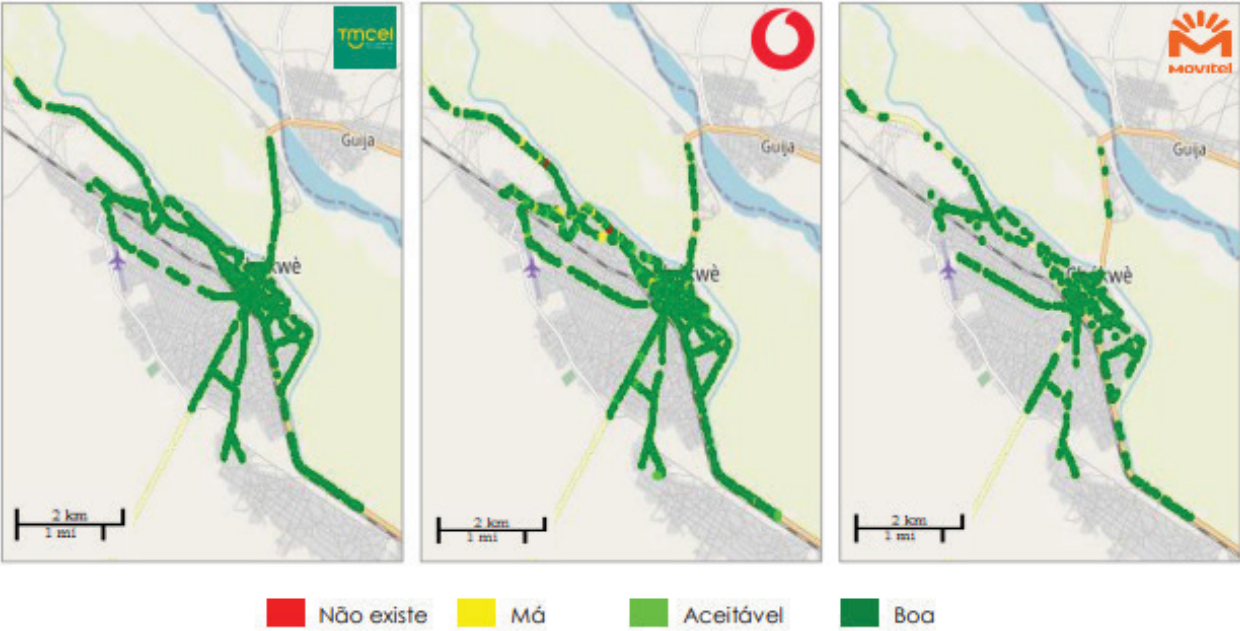 Tmcel
Guija
2 km
1 mi
Guija
2 km
1 mi
MOVITEL
Guija
2 km
1 mi
Não existe
Má
Aceitável
Boa